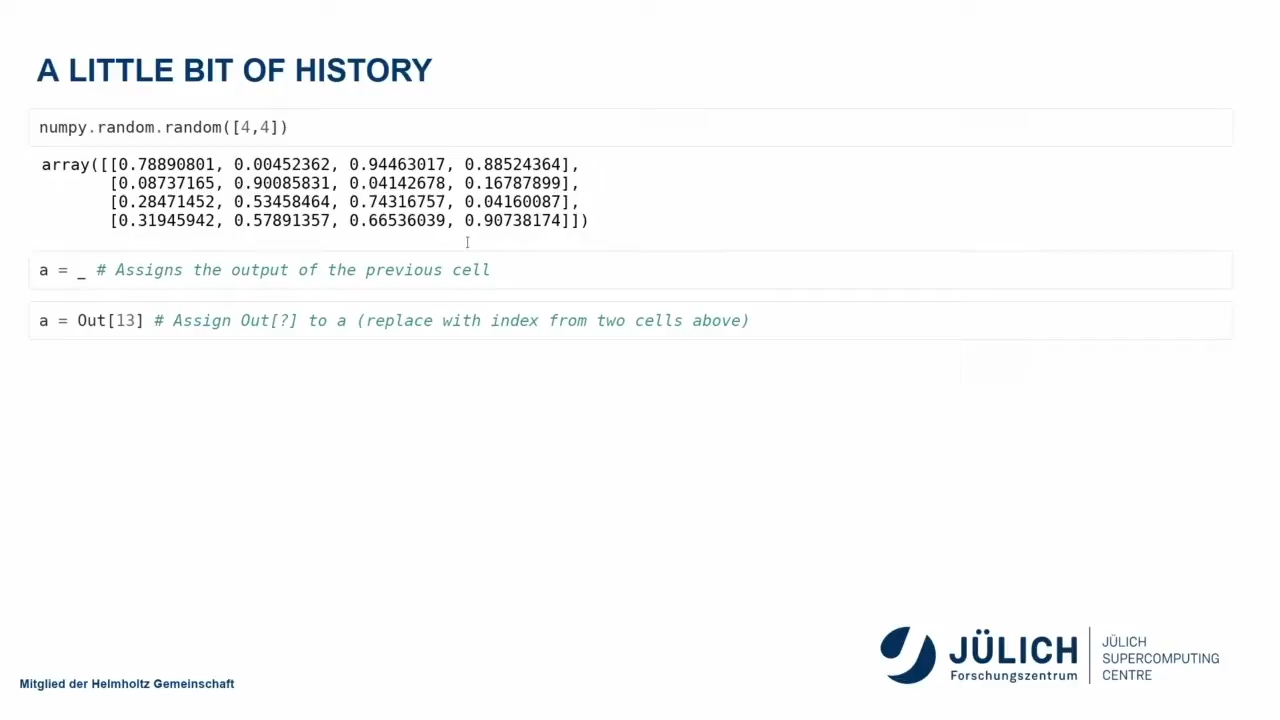 A LITTLE BIT OF HISTORY
numpy.random.random([4,4])
array([[0.78890801, 0.00452362, 0.94463017, 0.88524364],
[0.08737165, 0.90085831, 0.04142678, 0.16787899],
[0.28471452, 0.53458464, 0.74316757, 0.04160087],
[0.31945942, 0.57891357, 0.66536039, 0.90738174]])
a = _ # Assigns the output of the previous cell
a = Out[13] # Assign Out[?] to a (replace with index from two cells above)
JÜLICH
Forschungszentrum
JÜLICH
SUPERCOMPUTING
CENTRE
Mitglied der Helmholtz Gemeinschaft